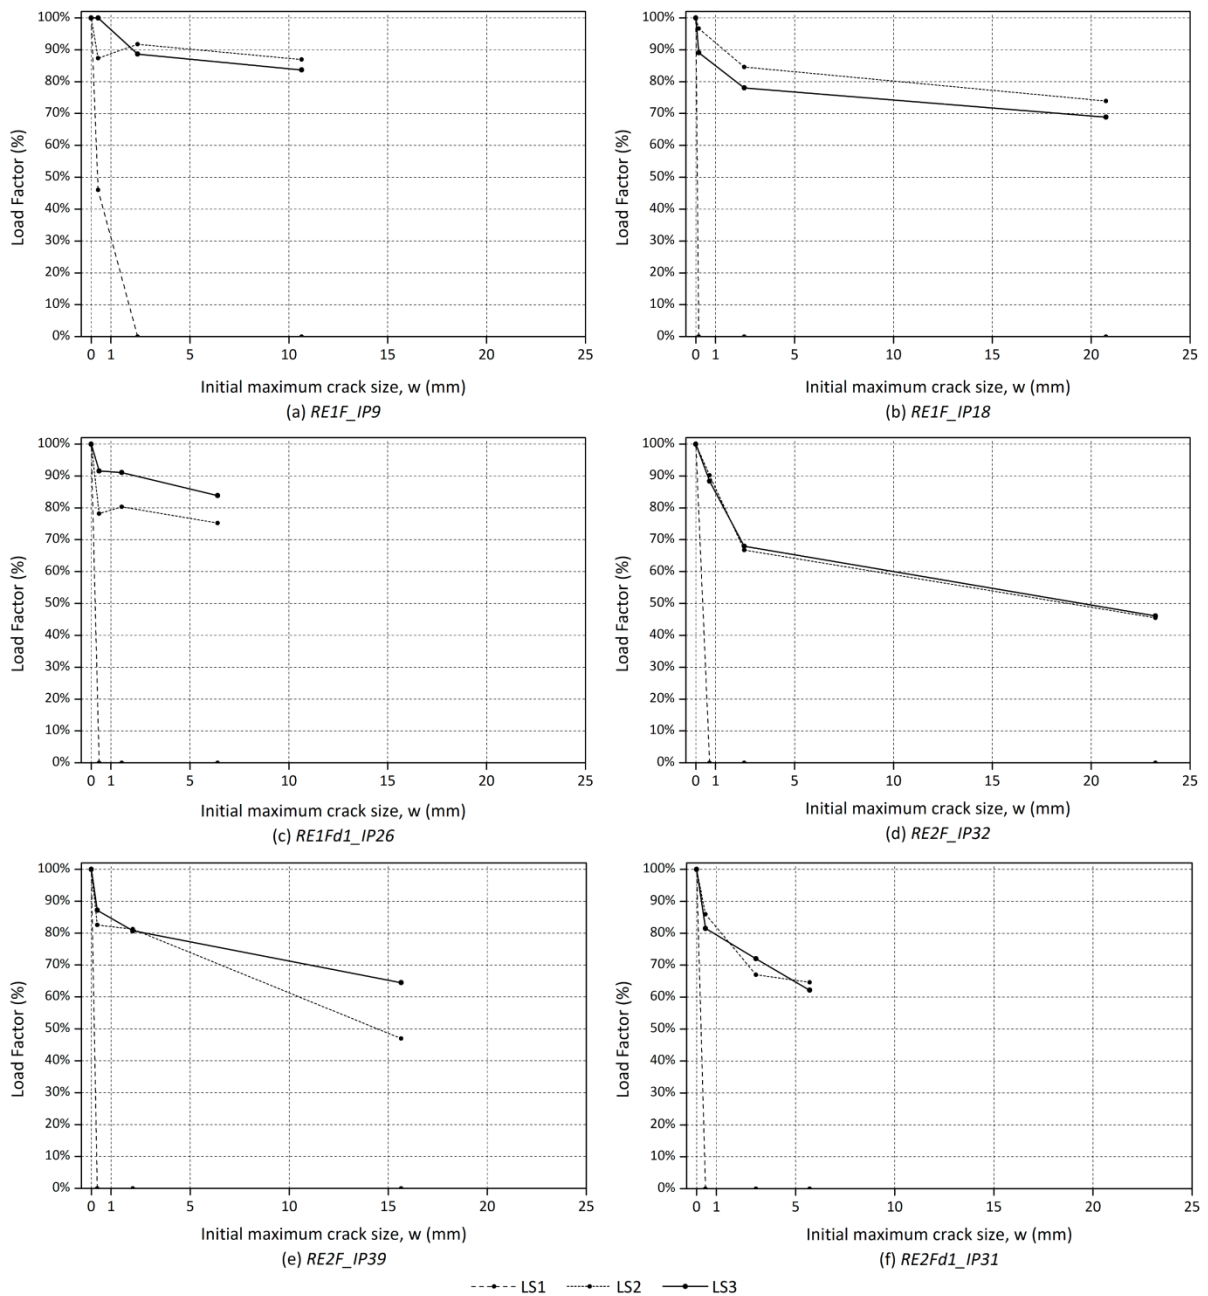 100%
90%
80%
70%
60%
50%
40%
30%
20%
10%
0%
Load Factor (%)
0 1 5 10 15 20 25
Initial maximum crack size, w (mm)
(a) RE1F_IP9
100%
90%
80%
70%
60%
50%
40%
30%
20%
10%
0%
Load Factor (%)
0 1 5 10 15 20 25
Initial maximum crack size, w (mm)
(b) RE1F_IP18
100%
90%
80%
70%
60%
50%
40%
30%
20%
10%
0%
Load Factor (%)
0 1 5 10 15 20 25
Initial maximum crack size, w (mm)
(c) RE1Fd1_IP26
100%
90%
80%
70%
60%
50%
40%
30%
20%
10%
0%
Load Factor (%)
0 1 5 10 15 20 25
Initial maximum crack size, w (mm)
(d) RE2F_IP32
100%
90%
80%
70%
60%
50%
40%
30%
20%
10%
0%
Load Factor (%)
0 1 5 10 15 20 25
Initial maximum crack size, w (mm)
(e) RE2F_IP39
100%
90%
80%
70%
60%
50%
40%
30%
20%
10%
0%
Load Factor (%)
0 1 5 10 15 20 25
Initial maximum crack size, w (mm)
(f) RE2Fd1_IP31
LS1 LS2 LS3